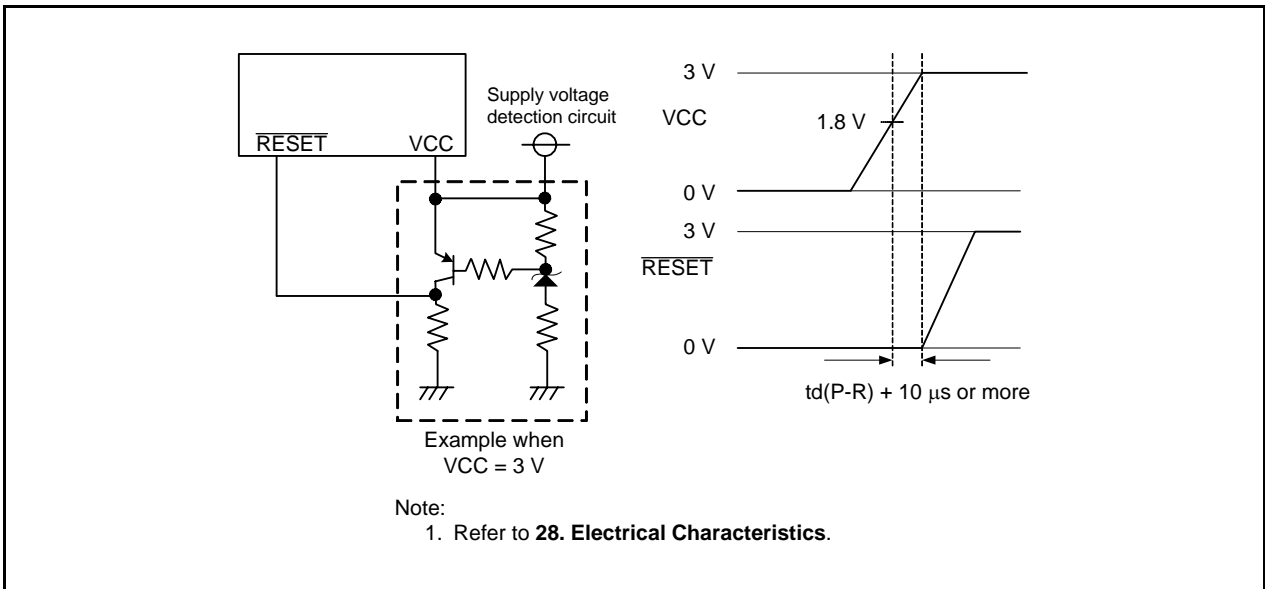 Supply voltage
detection circuit
RESET
VCC
Example when
VCC = 3 V
3 V
VCC
1.8 V
0 V
3 V
RESET
0 V
td(P-R) + 10 μs or more
Note:
1. Refer to 28. Electrical Characteristics.